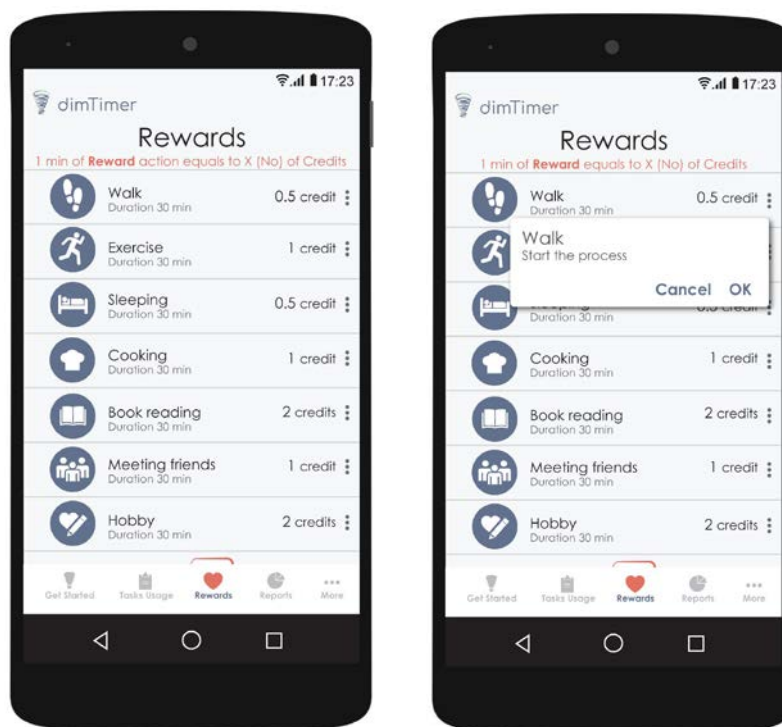 17:23
dimTimer
Rewards
1 min of Reward action equals to X (No) of Credits
Walk
Duration 30 min
0.5 credit
Exercise
Duration 30 min
1 credit
Sleeping
Duration 30 min
0.5 credit
Cooking
Duration 30 min
1 credit
Book reading
Duration 30 min
2 credits
Meeting friends
Duration 30 min
1 credit
Hobby
Duration 30 min
2 credits
Get Started
Tasks Usage
Rewards
Reports
More
17:23
dimTimer
Rewards
1 min of Reward equals to X (No) of Credits
Walk
Duration 30 min
0.5 credit
Walk
Start the process
Cancel OK
Duration 30 min
Cooking
Duration 30 min
1 credit
Book reading
Duration 30 min
2 credits
Meeting friends
Duration 30 min
1 credit
Hobby
Duration 30 min
2 credits
Get Started
Tasks Usage
Rewards
Reports
More